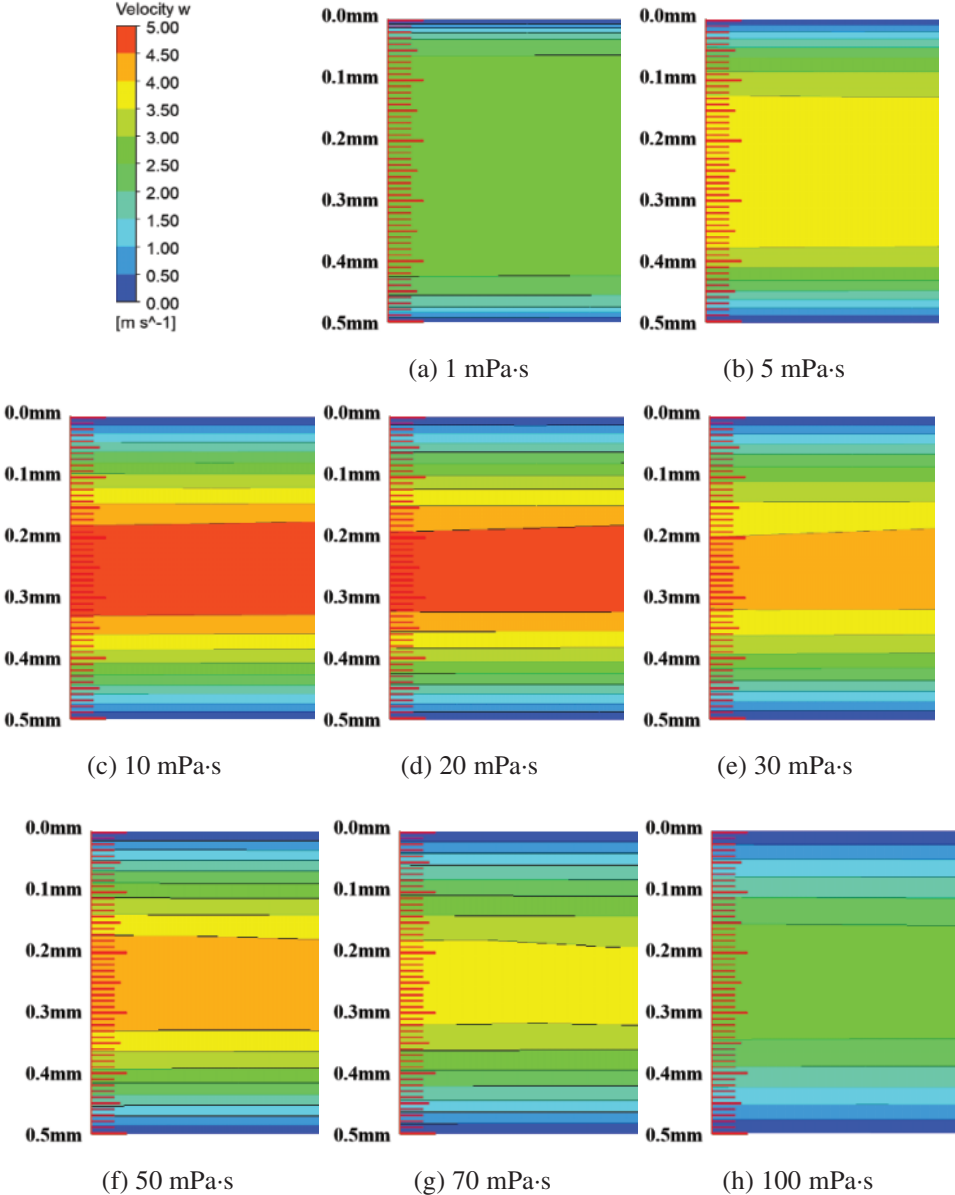 Velocity w
5.00
4.50
4.00
3.50
3.00
2.50
2.00
1.50
1.00
0.50
0.00
[m s^-1]
0.0mm
0.1mm
0.2mm
0.3mm
0.4mm
0.5mm
(a) 1 mPa·s
0.0mm
0.1mm
0.2mm
0.3mm
0.4mm
0.5mm
(b) 5 mPa·s
0.0mm
0.1mm
0.2mm
0.3mm
0.4mm
0.5mm
(c) 10 mPa·s
0.0mm
0.1mm
0.2mm
0.3mm
0.4mm
0.5mm
(d) 20 mPa·s
0.0mm
0.1mm
0.2mm
0.3mm
0.4mm
0.5mm
(e) 30 mPa·s
0.0mm
0.1mm
0.2mm
0.3mm
0.4mm
0.5mm
(f) 50 mPa·s
0.0mm
0.1mm
0.2mm
0.3mm
0.4mm
0.5mm
(g) 70 mPa·s
0.0mm
0.1mm
0.2mm
0.3mm
0.4mm
0.5mm
(h) 100 mPa·s